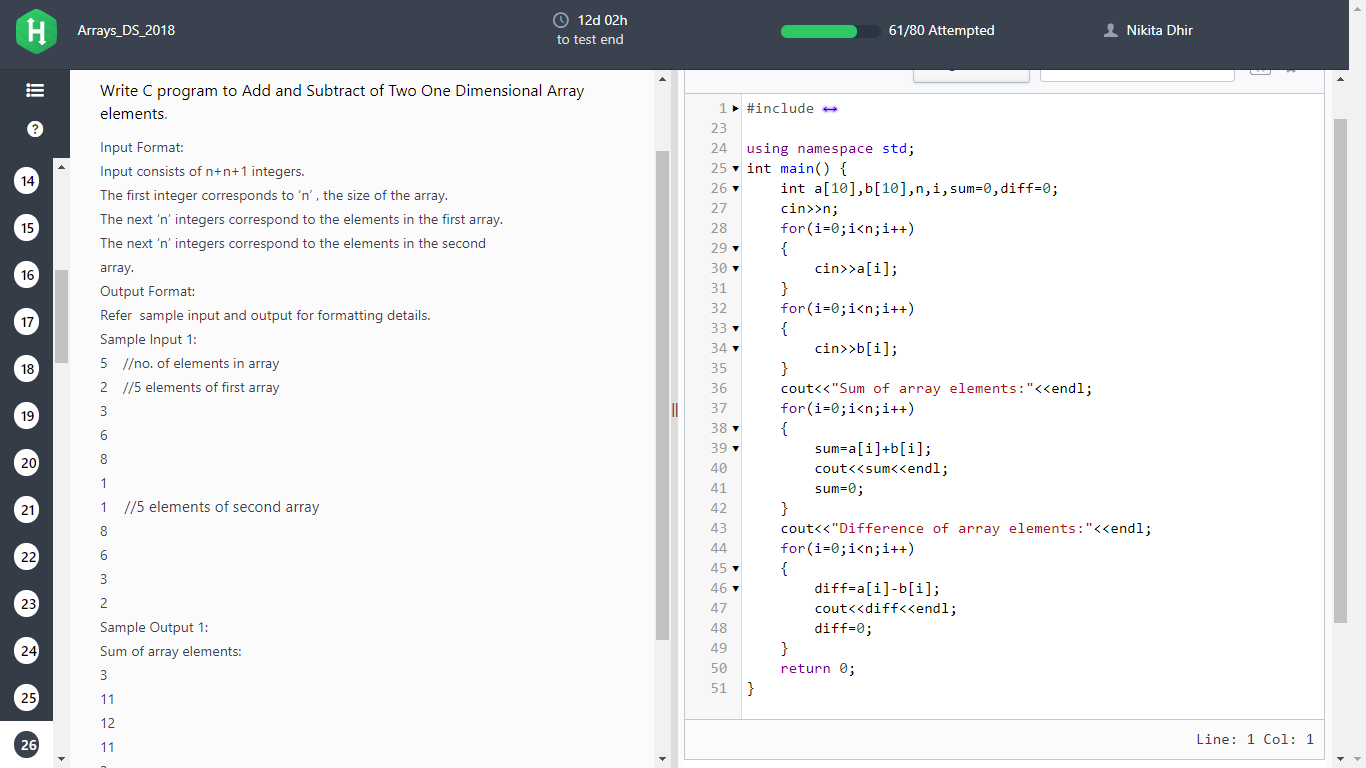 Arrays_DS_2018
12d 02h
to test end
61/80 Attempted
Nikita Dhir
?
14
15
16
17
18
19
20
21
22
23
24
25
26
Write C program to Add and Subtract of Two One Dimensional Array
elements.
Input Format:
Input consists of n+n+1 integers.
The first integer corresponds to ‘n’ , the size of the array.
The next ‘n’ integers correspond to the elements in the first array.
The next ‘n’ integers correspond to the elements in the second
array.
Output Format:
Refer  sample input and output for formatting details.
Sample Input 1:
5    //no. of elements in array
2    //5 elements of first array
3
6
8
1
1    //5 elements of second array
8
6
3
2
Sample Output 1:
Sum of array elements:
3
11
12
11
1 #include
23
24 using namespace std;
25 int main() {
26     int a[10],b[10],n,i,sum=0,diff=0;
27     cin>>n;
28     for(i=0;i<n;i++)
29     {
30         cin>>a[i];
31     }
32     for(i=0;i<n;i++)
33     {
34         cin>>b[i];
35     }
36     cout<<"Sum of array elements:"<<endl;
37     for(i=0;i<n;i++)
38     {
39         sum=a[i]+b[i];
40         cout<<sum<<endl;
41         sum=0;
42     }
43     cout<<"Difference of array elements:"<<endl;
44     for(i=0;i<n;i++)
45     {
46         diff=a[i]-b[i];
47         cout<<diff<<endl;
48         diff=0;
49     }
50     return 0;
51 }
Line: 1 Col: 1